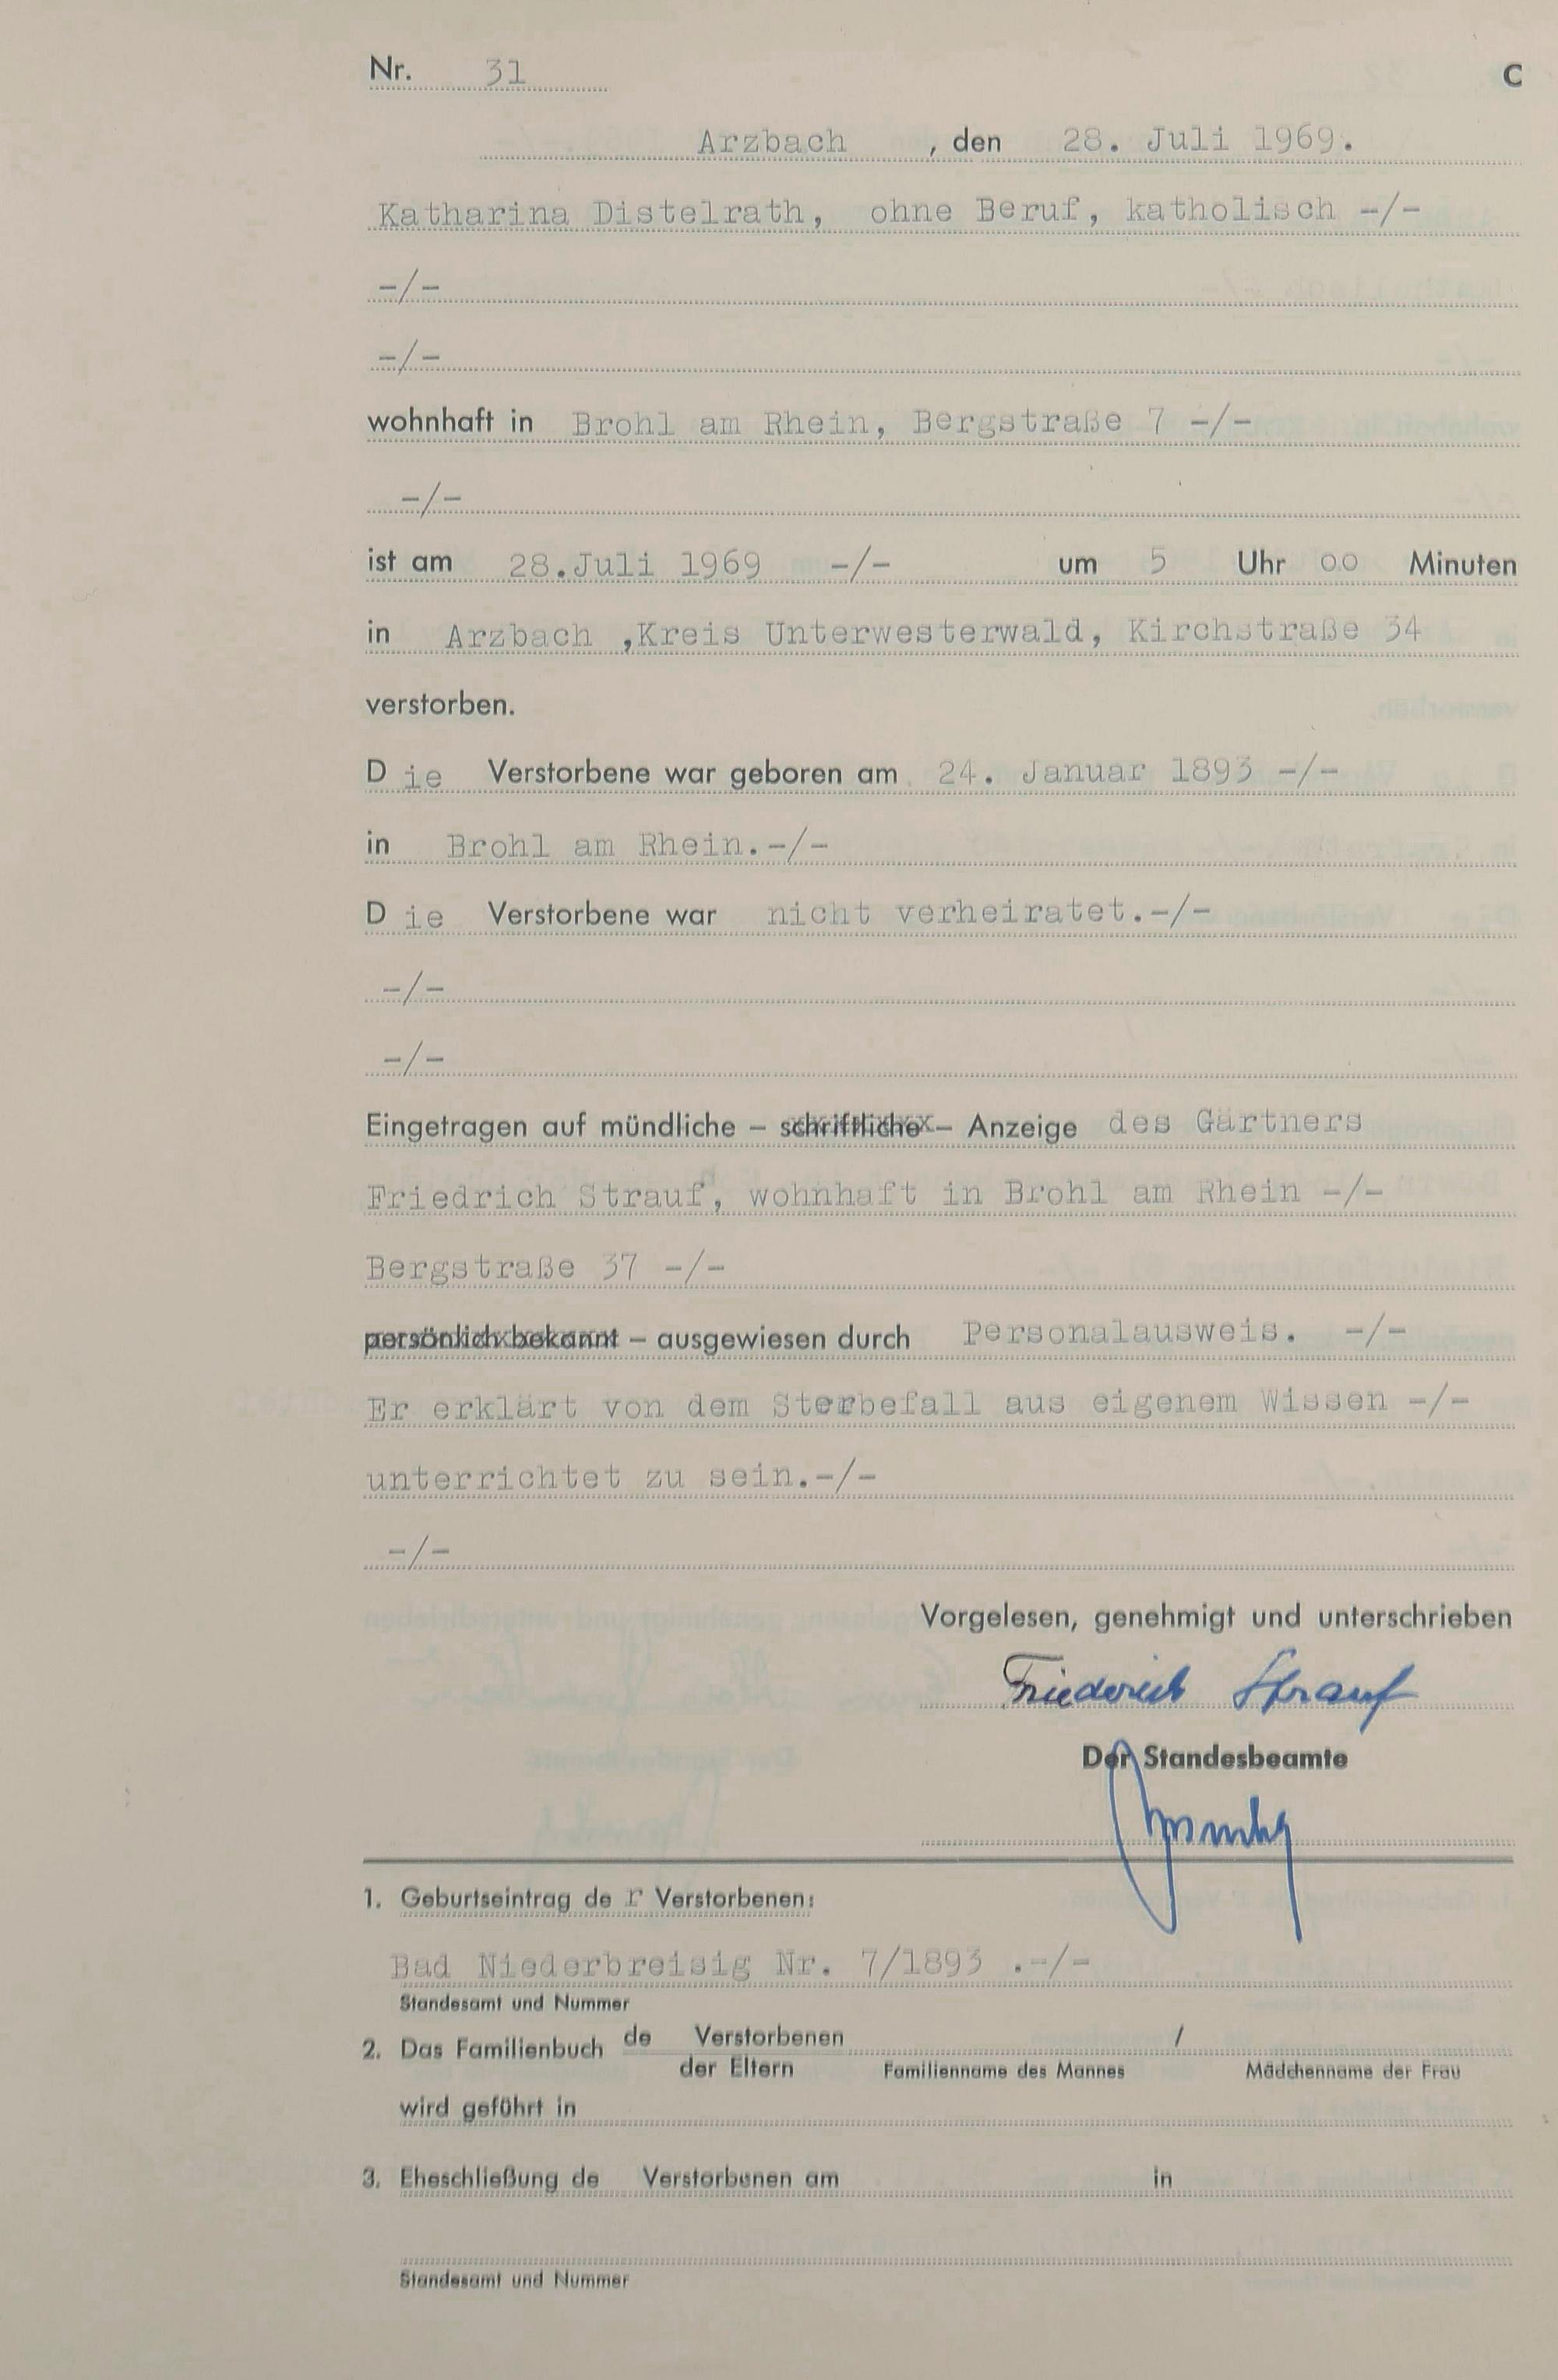 Nr. 31 C
Arzbach , den 28. Juli 1969.
Katharina Distelrath, ohne Beruf, katholisch -/-
-/-
-/-
wohnhaft in Brohl am Rhein, Bergstraße 7 -/-
-/-
ist am 28.Juli 1969 -/- um 5 Uhr oo Minuten
in Arzbach ,Kreis Unterwesterwald, Kirchstraße 34
verstorben.
D ie Verstorbene war geboren am 24. Januar 1893 -/-
in Brohl am Rhein.-/-
D ie Verstorbene war nicht verheiratet.-/-
-/-
-/-
Eingetragen auf mündliche – schriftliche – Anzeige des Gärtners
Friedrich Strauf, wohnhaft in Brohl am Rhein -/-
Bergstraße 37 -/-
persönlich bekannt – ausgewiesen durch Personalausweis. -/-
Er erklärt von dem Sterbefall aus eigenem Wissen -/-
unterrichtet zu sein.-/-
-/-
Vorgelesen, genehmigt und unterschrieben
Friederich Strauf
Der Standesbeamte
1. Geburtseintrag de r Verstorbenen:
Bad Niederbreisig Nr. 7/1893 .-/-
Standesamt und Nummer
2. Das Familienbuch de Verstorbenen /
der Eltern Familienname des Mannes Mädchenname der Frau
wird geführt in
3. Eheschließung de Verstorbenen am in
Standesamt und Nummer